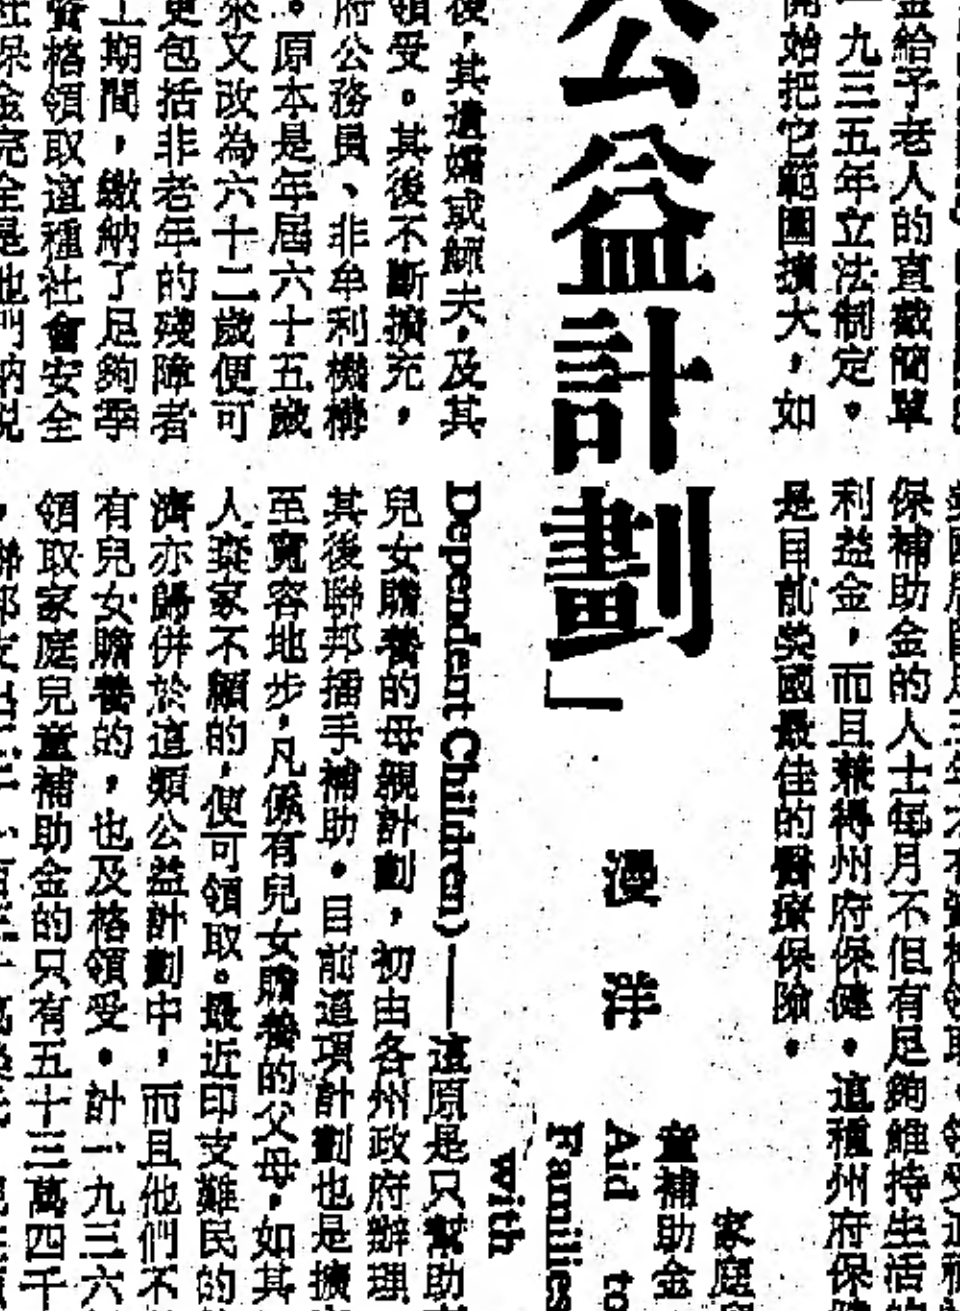 金給予老人的直截簡單
一九三五年立法制定。
開始把它範圍擴大,如
保補助金的人士每月不但有足夠維持生活
利益金,而且兼得州府保健。這種州府保
是目前美國最佳的醫療保險。
公益計劃」
漫洋
後,其遺孀或鰥夫,及其
領受。其後不斷擴充,
府公務員、非牟利機構
。原本是年屆六十五歲
來又改為六十二歲便可
更包括非老年的殘障者
工期間,繳納了足夠季
資格領取這種社會安全
社保金完全是他們納稅
家庭
童補助金
Aid to
Families
with
Dependent Children)——這原是只幫助
兒女贍養的母親計劃,初由各州政府辦理
其後聯邦插手補助。目前這項計劃也是擴
至寬容地步,凡係有兒女贍養的父母,如其
人棄家不顧的,便可領取。最近印支難民的
濟亦歸併於這類公益計劃中,而且他們不
有兒女贍養的,也及格領受。計一九三六
領取家庭兒童補助金的只有五十三萬四千